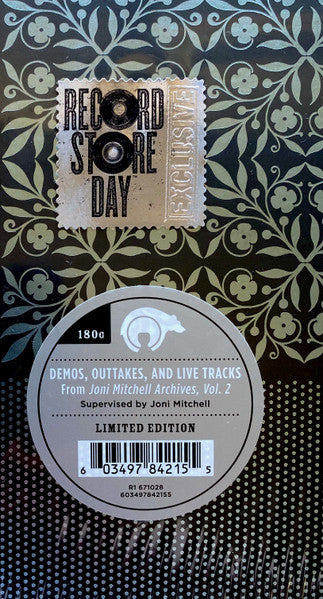 RECORD
STORE
DAY
EXCLUSIVE
180G
DEMOS, OUTTAKES, AND LIVE TRACKS
From Joni Mitchell Archives, Vol. 2
Supervised by Joni Mitchell
LIMITED EDITION
6 03497 84215 5
R1 671028
603497842155